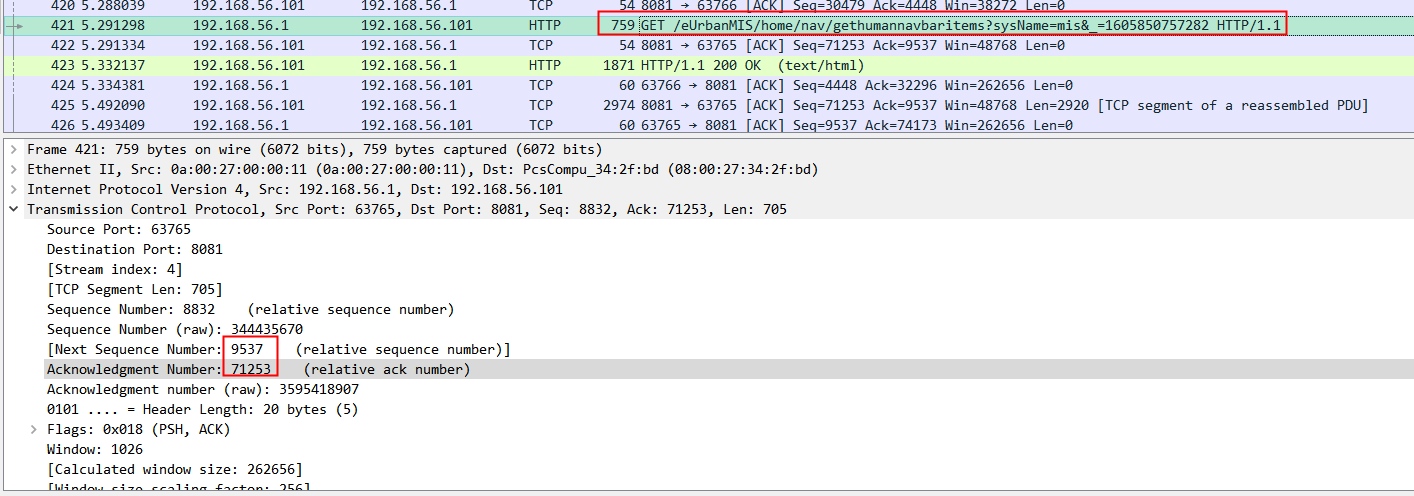 420 5.288039 192.168.56.101 192.168.56.1 TCP 60 63766 → 8081 [ACK] Seq=4448 Ack=30479 Win=38272 Len=0
421 5.291298 192.168.56.1 192.168.56.101 HTTP 759 GET /eUrbanMIS/home/nav/gethumannavbaritems?sysName=mis&_=1605850757282 HTTP/1.1
422 5.291334 192.168.56.101 192.168.56.1 TCP 54 8081 → 63765 [ACK] Seq=71253 Ack=9537 Win=48768 Len=0
423 5.332137 192.168.56.101 192.168.56.1 HTTP 1871 HTTP/1.1 200 OK (text/html)
424 5.334381 192.168.56.1 192.168.56.101 TCP 60 63766 → 8081 [ACK] Seq=4448 Ack=32296 Win=262656 Len=0
425 5.492090 192.168.56.101 192.168.56.1 TCP 2974 8081 → 63765 [ACK] Seq=71253 Ack=9537 Win=48768 Len=2920 [TCP segment of a reassembled PDU]
426 5.493409 192.168.56.1 192.168.56.101 TCP 60 63765 → 8081 [ACK] Seq=9537 Ack=74173 Win=262656 Len=0
Frame 421: 759 bytes on wire (6072 bits), 759 bytes captured (6072 bits)
Ethernet II, Src: 0a:00:27:00:00:11 (0a:00:27:00:00:11), Dst: PcsCompu_34:2f:bd (08:00:27:34:2f:bd)
Internet Protocol Version 4, Src: 192.168.56.1, Dst: 192.168.56.101
Transmission Control Protocol, Src Port: 63765, Dst Port: 8081, Seq: 8832, Ack: 71253, Len: 705
Source Port: 63765
Destination Port: 8081
[Stream index: 4]
[TCP Segment Len: 705]
Sequence Number: 8832 (relative sequence number)
Sequence Number (raw): 344435670
[Next Sequence Number: 9537 (relative sequence number)]
Acknowledgment Number: 71253 (relative ack number)
Acknowledgment number (raw): 3595418907
0101 .... = Header Length: 20 bytes (5)
Flags: 0x018 (PSH, ACK)
Window: 1026
[Calculated window size: 262656]
[Window size scaling factor: 256]